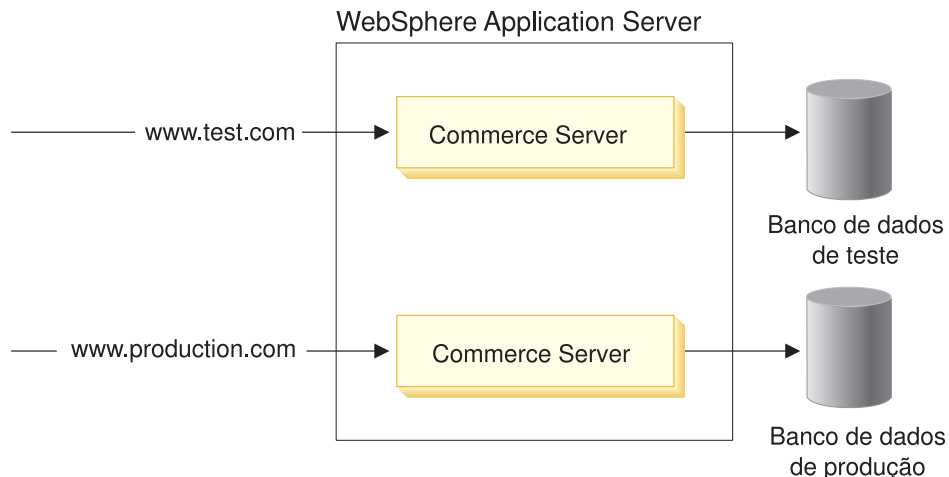 WebSphere Application Server
www.test.com
Commerce Server
Banco de dados
de teste
www.production.com
Commerce Server
Banco de dados
de produção